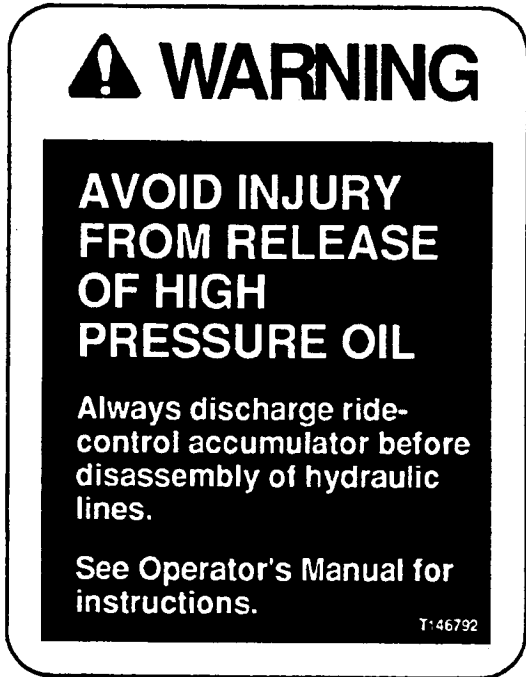 WARNING
AVOID INJURY
FROM RELEASE
OF HIGH
PRESSURE OIL
Always discharge ride-
control accumulator before
disassembly of hydraulic
lines.
See Operator's Manual for
instructions.
T146792